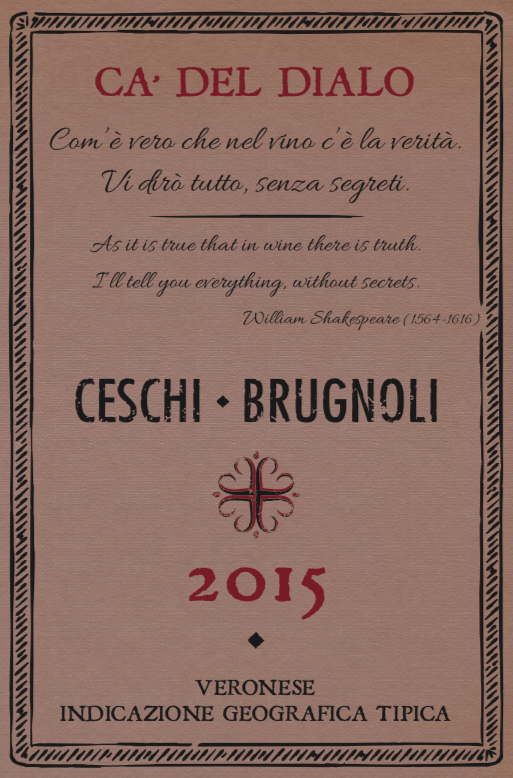 CA' DEL DIALO
Com'è vero che nel vino c'è la verità.
Vi dirò tutto, senza segreti.
As it is true that in wine there is truth.
I'll tell you everything, without secrets.
William Shakespeare (1564-1616)
CESCHI ◆ BRUGNOLI
2015
VERONESE
INDICAZIONE GEOGRAFICA TIPICA